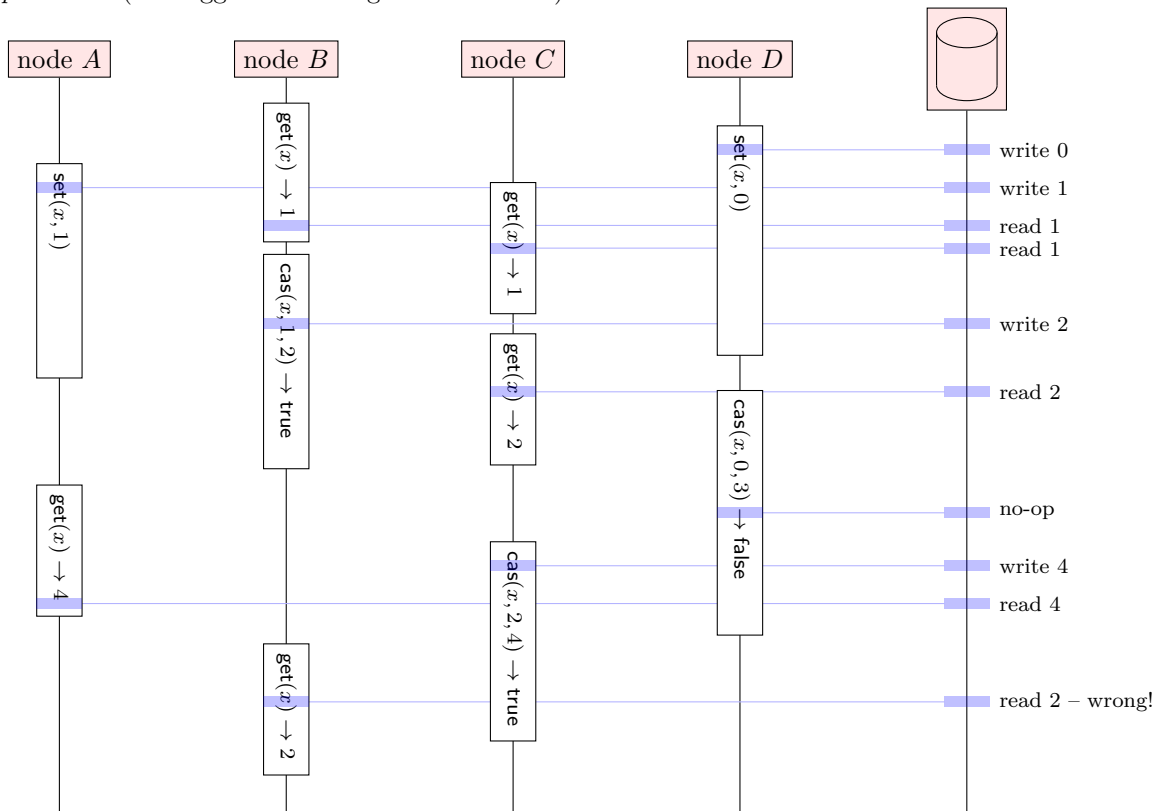 node A
node B
node C
node D
set(x, 1)
get(x) → 4
get(x) → 1
cas(x, 1, 2) → true
get(x) → 2
get(x) → 1
get(x) → 2
cas(x, 2, 4) → true
set(x, 0)
cas(x, 0, 3) → false
write 0
write 1
read 1
read 1
write 2
read 2
no-op
write 4
read 4
read 2 – wrong!